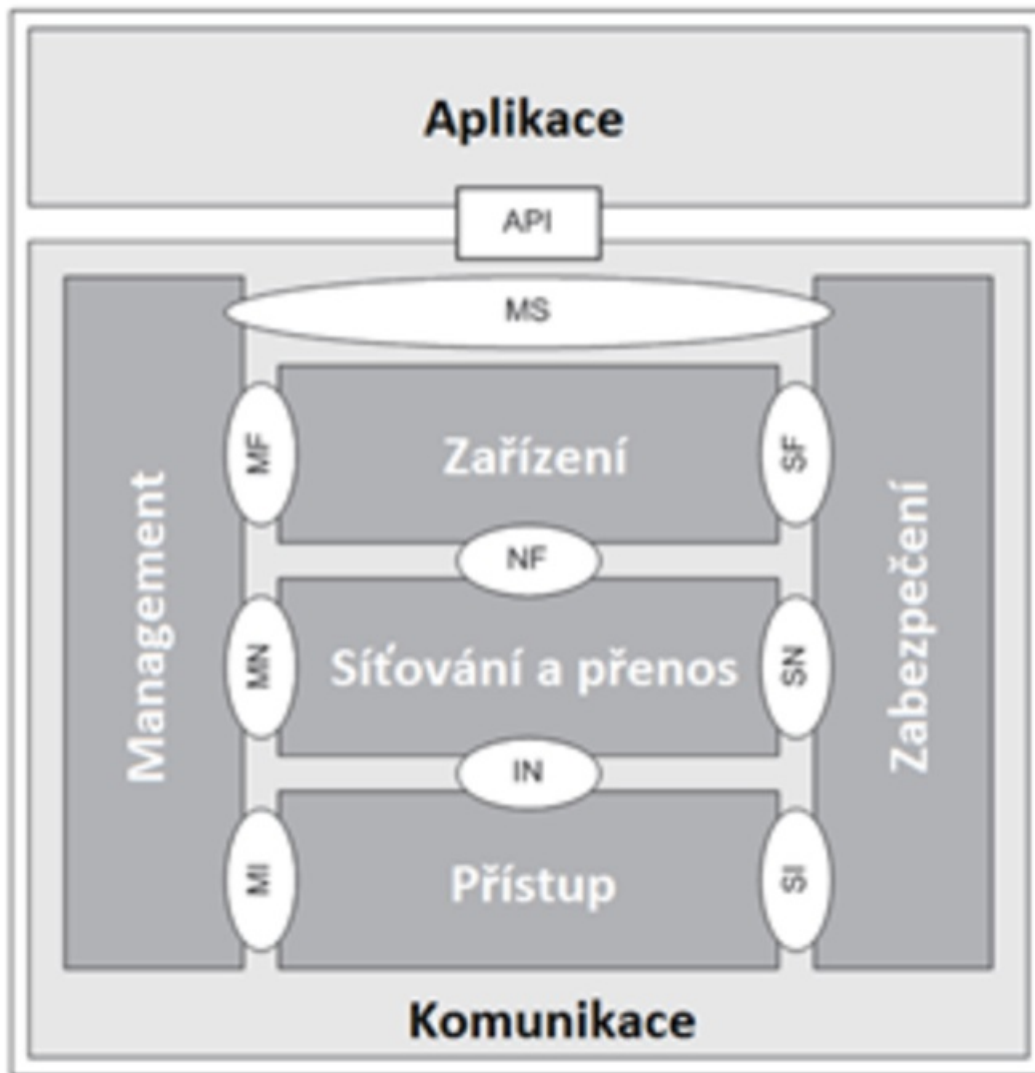 Aplikace
API
MS
MF
Zařízení
SF
NF
Management
MN
Síťování a přenos
SN
Zabezpečení
IN
MI
Přístup
SI
Komunikace